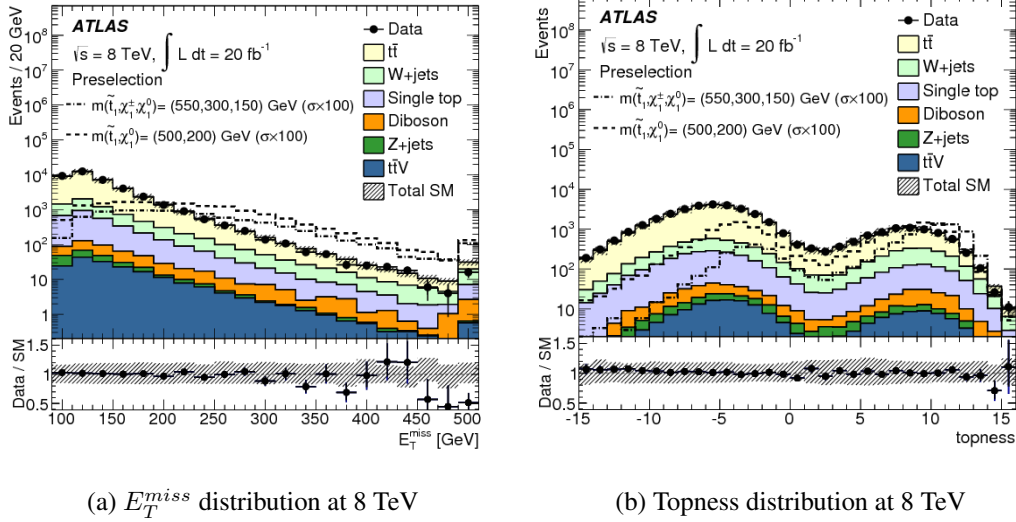 ATLAS
√s = 8 TeV, ∫ L dt = 20 fb⁻¹
Preselection
m(t̃₁,χ₁±,χ₁⁰)= (550,300,150) GeV (σ×100)
m(t̃₁,χ₁⁰)= (500,200) GeV (σ×100)
Data
tt̄
W+jets
Single top
Diboson
Z+jets
tt̄V
Total SM
Events / 20 GeV
10⁸
10⁷
10⁶
10⁵
10⁴
10³
10²
10
1
Data / SM
1.5
1
0.5
100 150 200 250 300 350 400 450 500
E_T^miss [GeV]
(a) E_T^miss distribution at 8 TeV
ATLAS
√s = 8 TeV, ∫ L dt = 20 fb⁻¹
Preselection
m(t̃₁,χ₁±,χ₁⁰)= (550,300,150) GeV (σ×100)
m(t̃₁,χ₁⁰)= (500,200) GeV (σ×100)
Data
tt̄
W+jets
Single top
Diboson
Z+jets
tt̄V
Total SM
Events
10⁸
10⁷
10⁶
10⁵
10⁴
10³
10²
10
Data / SM
1.5
1
0.5
-15 -10 -5 0 5 10 15
topness
(b) Topness distribution at 8 TeV